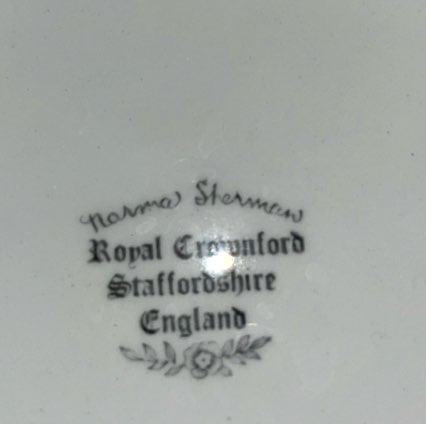 Norma Sherman
Royal Crownford
Staffordshire
England